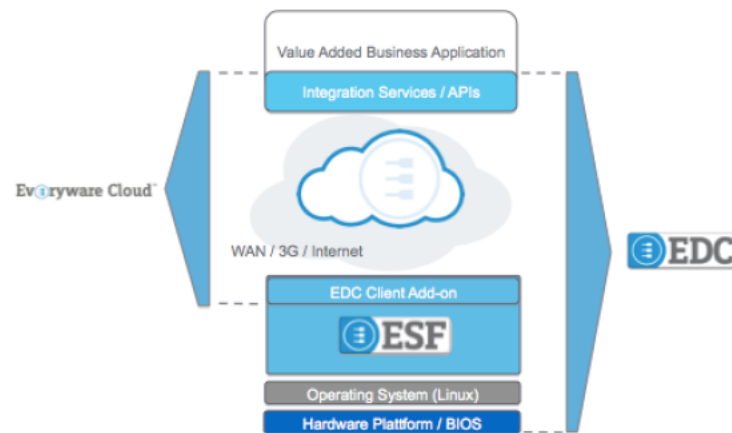 Value Added Business Application
Integration Services / APIs
Everyware Cloud™
WAN / 3G / Internet
EDC
EDC Client Add-on
ESF
Operating System (Linux)
Hardware Plattform / BIOS